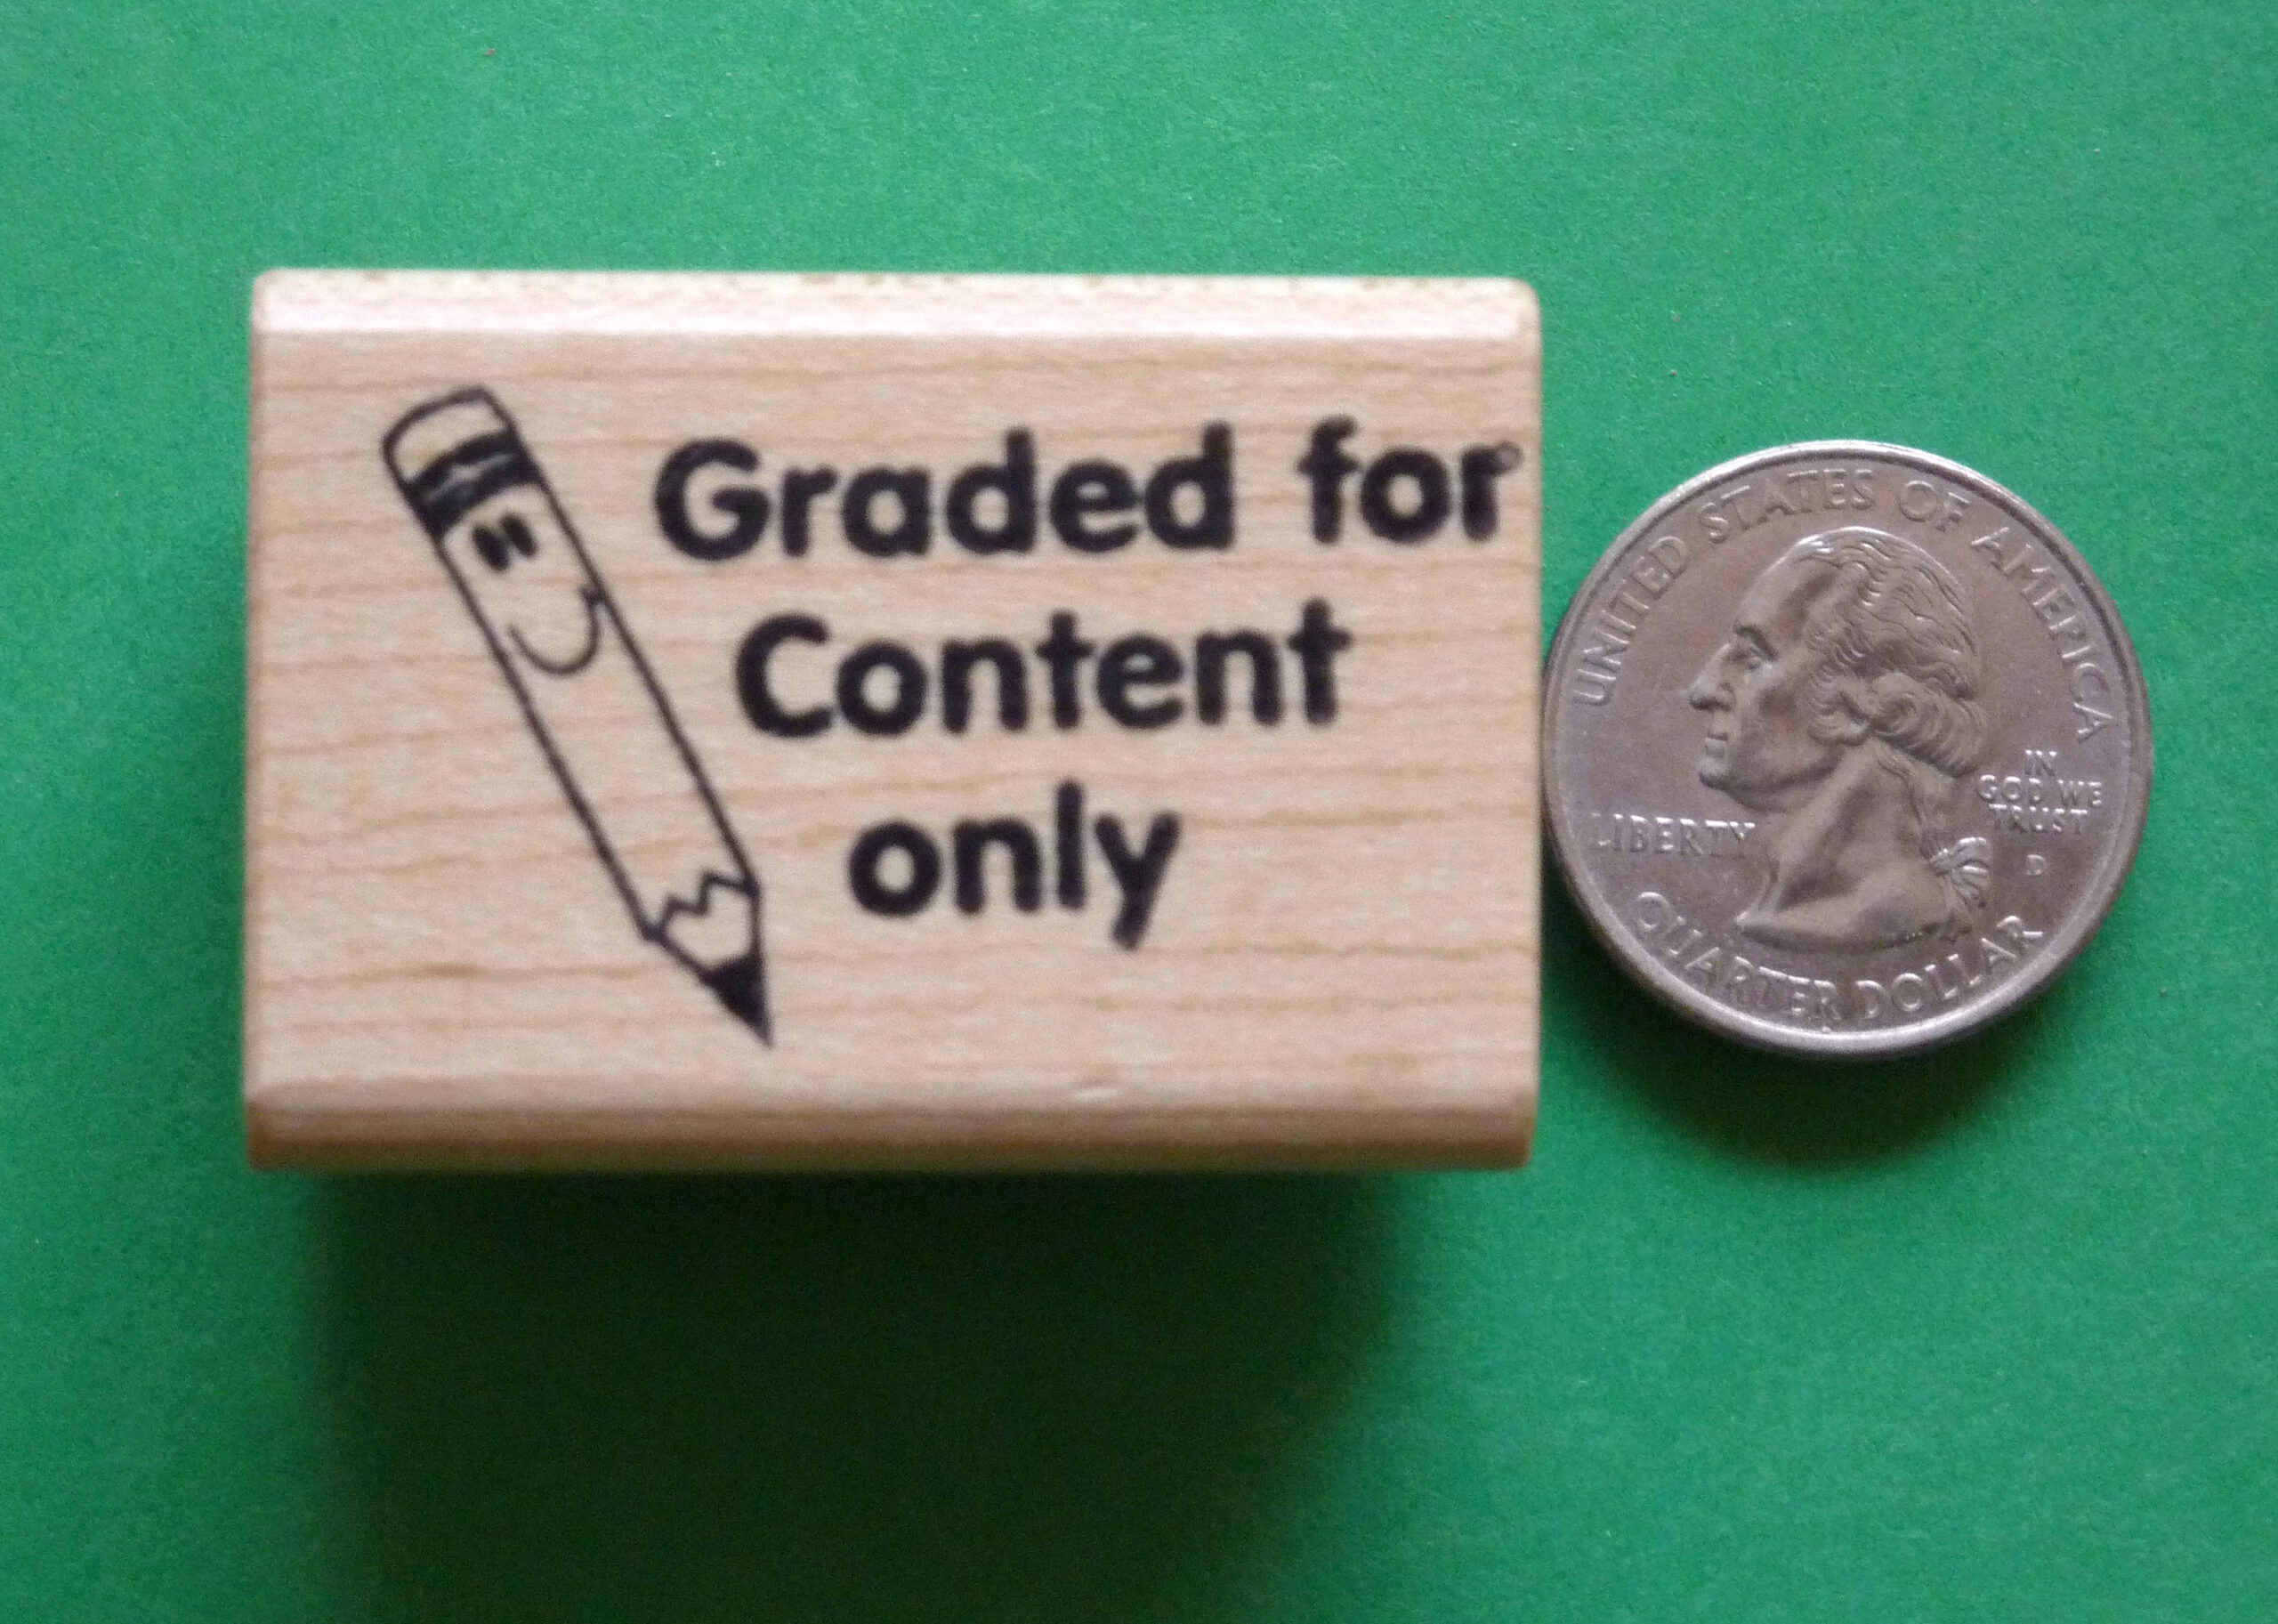 Graded for
Content
only
UNITED STATES OF AMERICA
IN
GOD WE
TRUST
LIBERTY
D
QUARTER DOLLAR